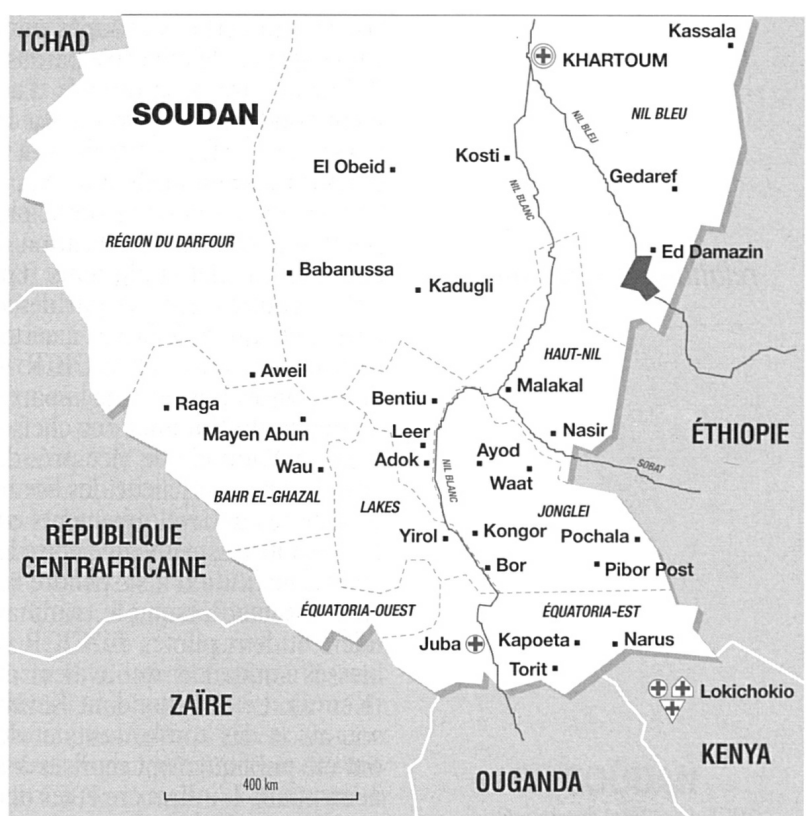 TCHAD
Kassala
KHARTOUM
SOUDAN
NIL BLEU
NIL BLEU
El Obeid
Kosti
Gedaref
NIL BLANC
RÉGION DU DARFOUR
Ed Damazin
Babanussa
Kadugli
HAUT-NIL
Aweil
Malakal
Raga
Bentiu
Mayen Abun
Leer
Nasir
ÉTHIOPIE
Wau
Adok
Ayod
NIL BLANC
Waat
SOBAT
BAHR EL-GHAZAL
LAKES
JONGLEI
RÉPUBLIQUE
CENTRAFRICAINE
Yirol
Kongor
Pochala
Bor
Pibor Post
ÉQUATORIA-OUEST
ÉQUATORIA-EST
Juba
Kapoeta
Narus
Torit
Lokichokio
ZAÏRE
KENYA
OUGANDA
400 km